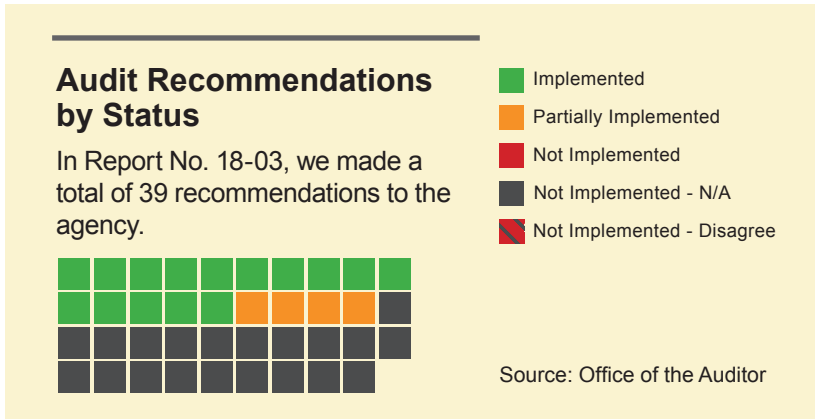 Audit Recommendations
by Status
In Report No. 18-03, we made a
total of 39 recommendations to the
agency.
Implemented
Partially Implemented
Not Implemented
Not Implemented - N/A
Not Implemented - Disagree
Source: Office of the Auditor